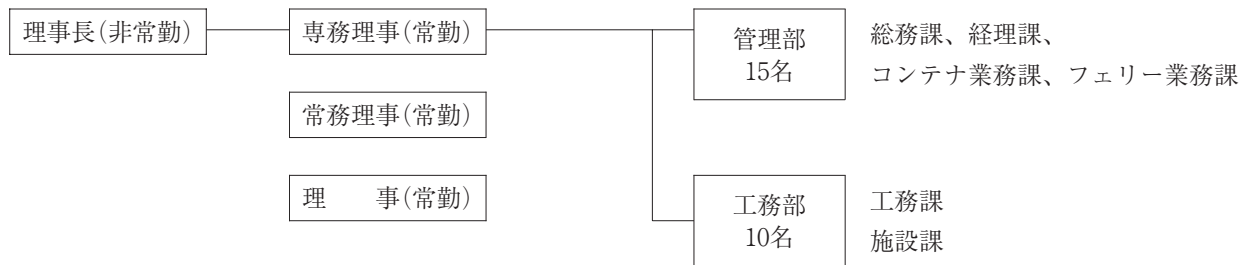 理事長(非常勤)
専務理事(常勤)
常務理事(常勤)
理　　事(常勤)
管理部
15名
総務課、経理課、
コンテナ業務課、フェリー業務課
工務部
10名
工務課
施設課